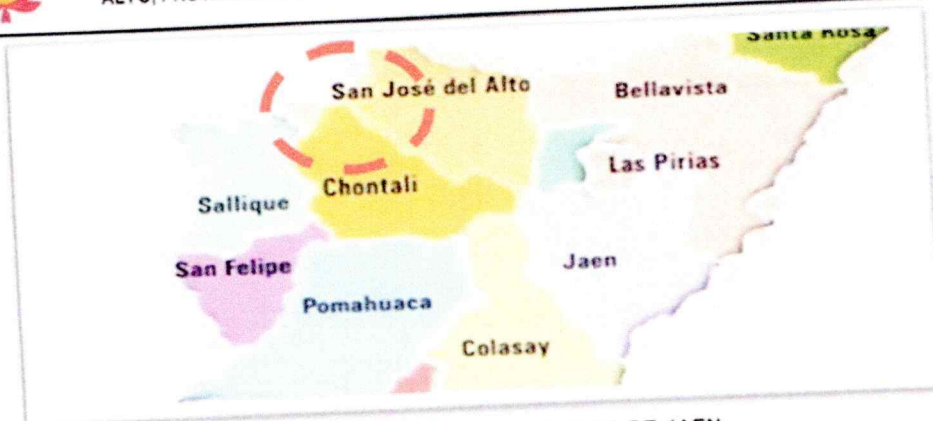 Santa Rosa
San José del Alto
Bellavista
Las Pirias
Chontali
Sallique
San Felipe
Jaen
Pomahuaca
Colasay